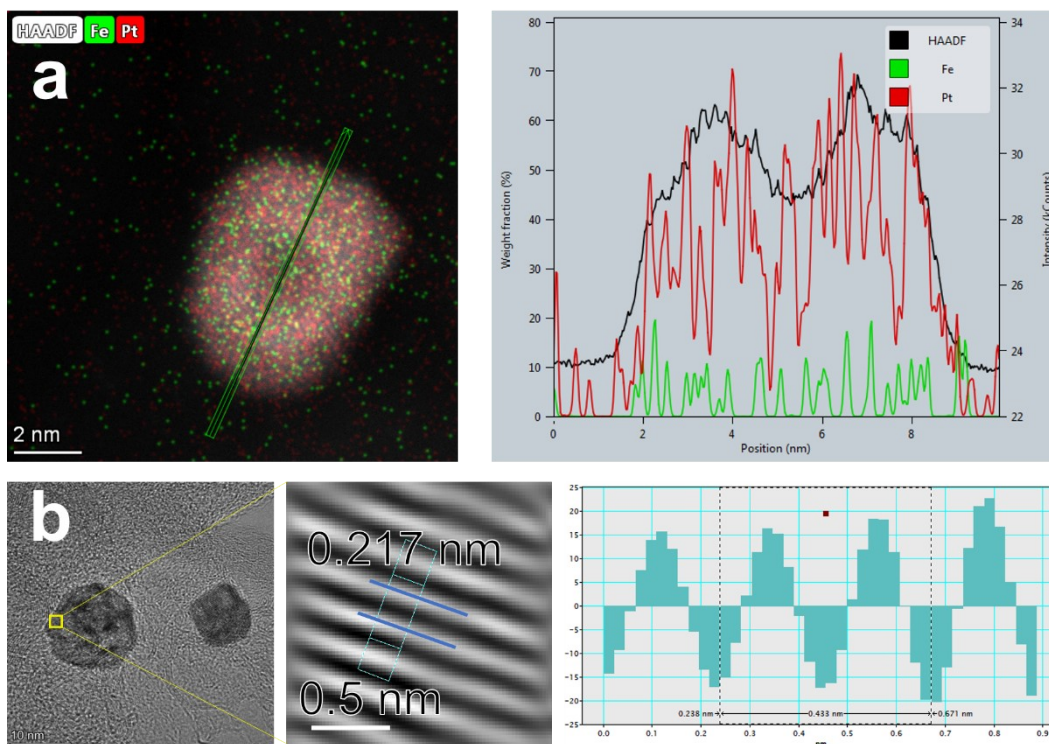 HAADF Fe Pt
a
2 nm
80
70
60
50
40
30
20
10
0
Weight fraction (%)
HAADF
Fe
Pt
34
32
30
28
26
24
22
Intensity (kCounts)
0 2 4 6 8
Position (nm)
b
10 nm
0.217 nm
0.5 nm
25
20
15
10
5
0
-5
-10
-15
-20
-25
0.238 nm 0.433 nm 0.671 nm
0.0 0.1 0.2 0.3 0.4 0.5 0.6 0.7 0.8 0.9